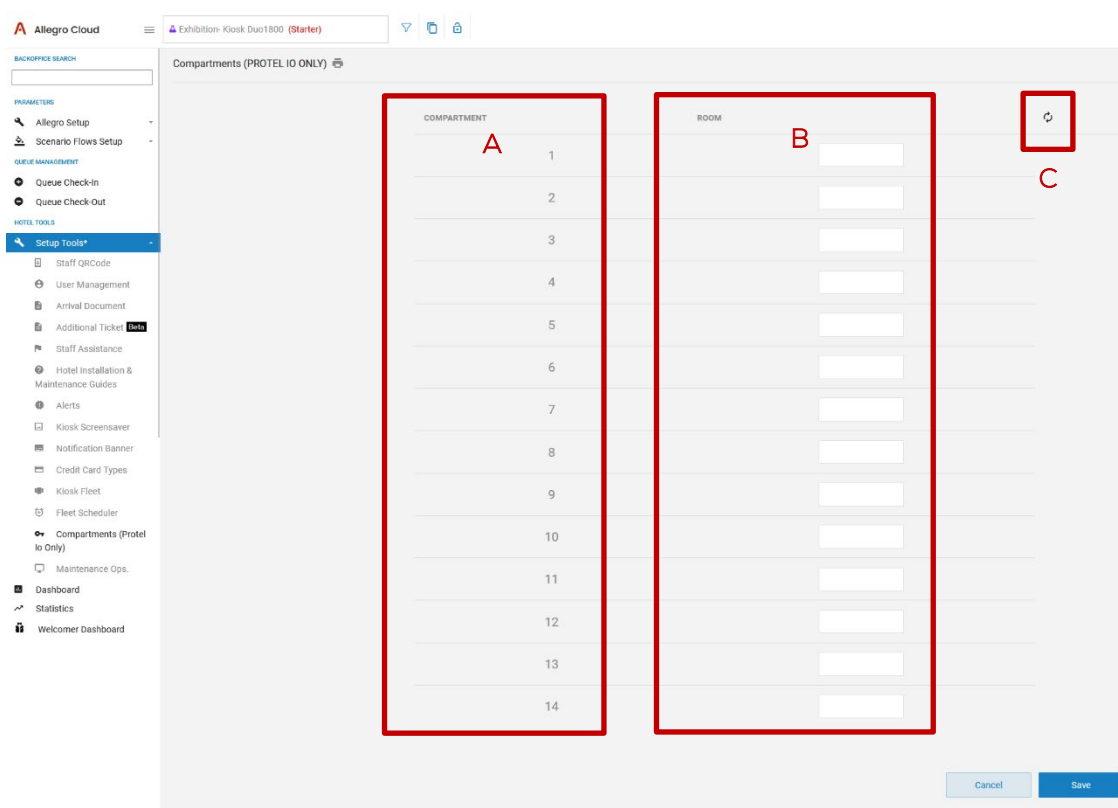 Allegro Cloud
Exhibition- Kiosk Duo1800 (Starter)
BACKOFFICE SEARCH
PARAMETERS
Allegro Setup
Scenario Flows Setup
QUEUE MANAGEMENT
Queue Check-In
Queue Check-Out
HOTEL TOOLS
Setup Tools*
Staff QRCode
User Management
Arrival Document
Additional Ticket Beta
Staff Assistance
Hotel Installation &
Maintenance Guides
Alerts
Kiosk Screensaver
Notification Banner
Credit Card Types
Kiosk Fleet
Fleet Scheduler
Compartments (Protel
Io Only)
Maintenance Ops.
Dashboard
Statistics
Welcomer Dashboard
Compartments (PROTEL IO ONLY)
COMPARTMENT ROOM
A B C
1
2
3
4
5
6
7
8
9
10
11
12
13
14
Cancel Save